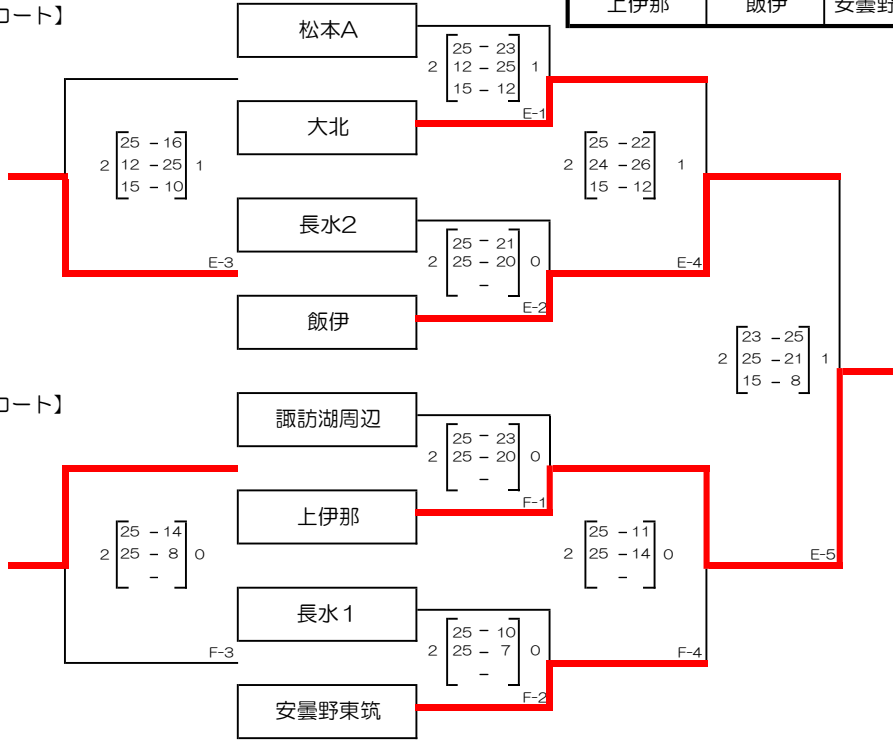 コート】
上伊那 飯伊 安曇野
松本A
2 25 - 23 1
12 - 25
15 - 12
E-1
大北
2 25 - 16 1
12 - 25
15 - 10
E-3
2 25 - 22 1
24 - 26
15 - 12
E-4
長水2
2 25 - 21 0
25 - 20
-
E-2
飯伊
2 23 - 25 1
25 - 21
15 - 8
E-5
コート】
諏訪湖周辺
2 25 - 23 0
25 - 20
-
F-1
上伊那
2 25 - 14 0
25 - 8
-
F-3
2 25 - 11 0
25 - 14
-
F-4
長水1
2 25 - 10 0
25 - 7
-
F-2
安曇野東筑